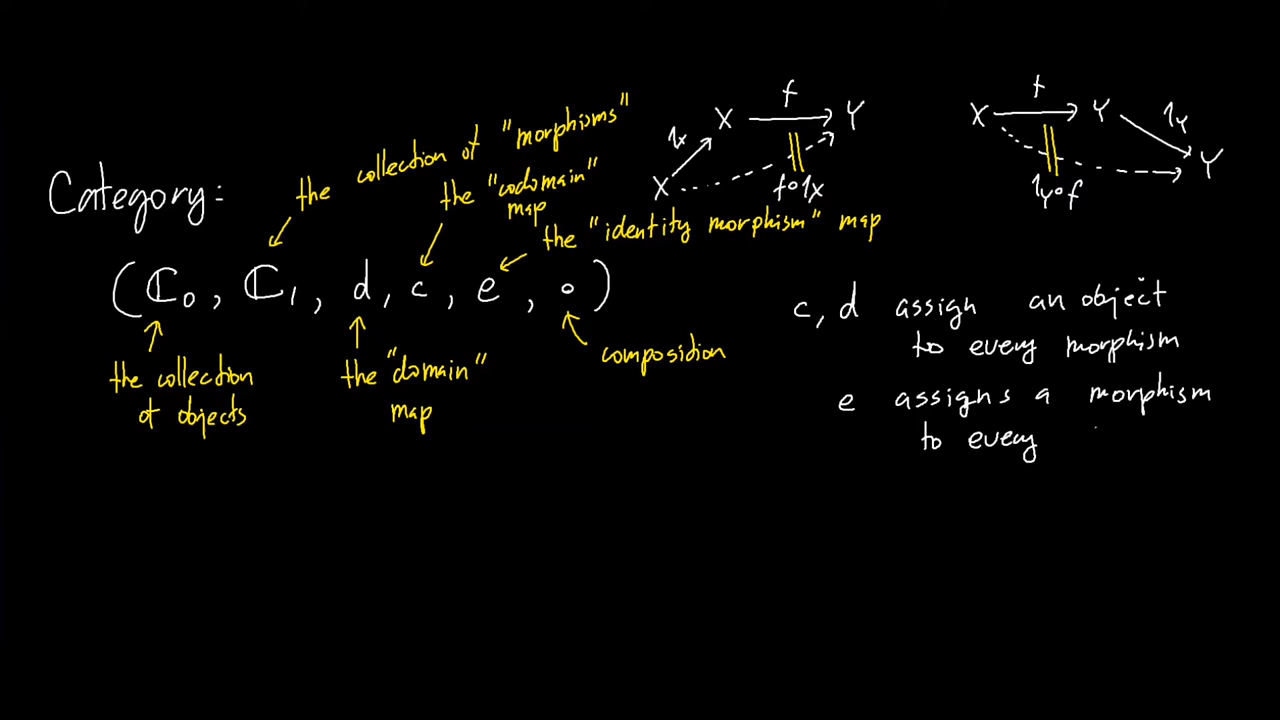 Category:
the collection of "morphisms"
the "codomain"
map
the "identity morphism" map
(ℂ₀, ℂ₁, d, c, e, ∘)
the collection
of objects
the "domain"
map
composition
f
X Y
1x
X
f∘1x
f
X Y
1Y
Y
1Y∘f
c, d assign an object
to every morphism
e assigns a morphism
to every